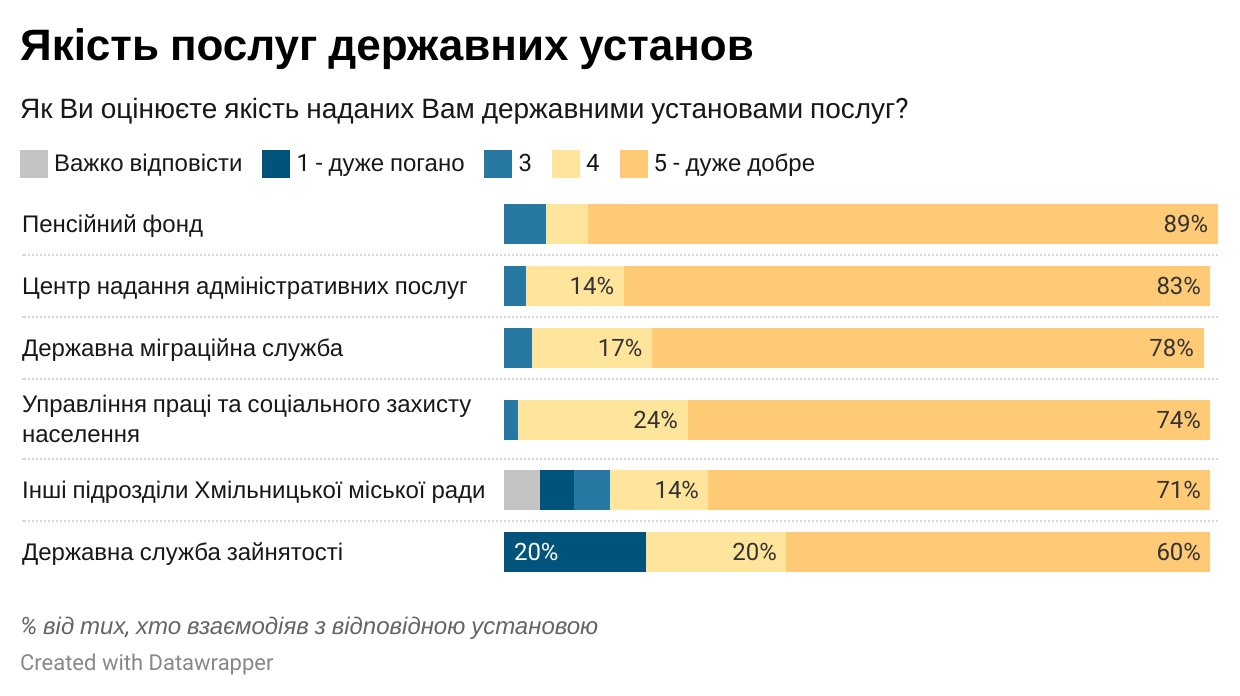 Якість послуг державних установ
Як Ви оцінюєте якість наданих Вам державними установами послуг?
Важко відповісти 1 - дуже погано 3 4 5 - дуже добре
Пенсійний фонд 89%
Центр надання адміністративних послуг 14% 83%
Державна міграційна служба 17% 78%
Управління праці та соціального захисту
населення 24% 74%
Інші підрозділи Хмільницької міської ради 14% 71%
Державна служба зайнятості 20% 20% 60%
% від тих, хто взаємодіяв з відповідною установою
Created with Datawrapper